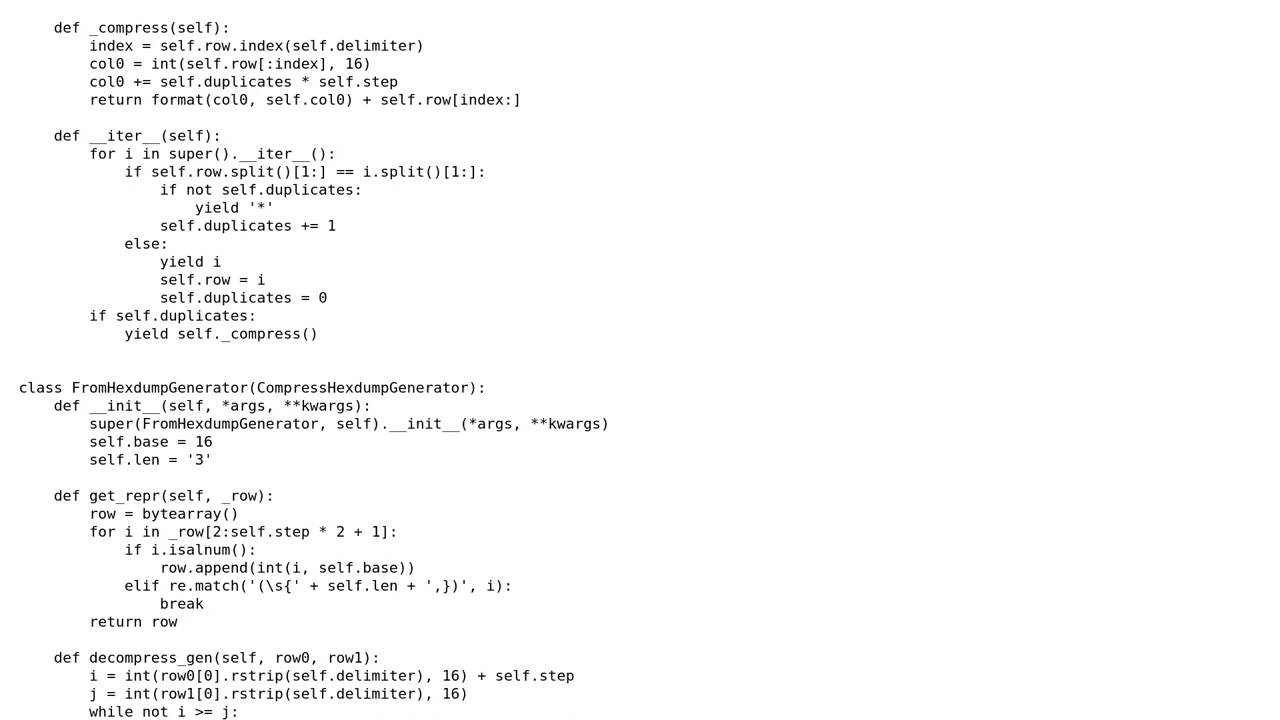 def _compress(self):
        index = self.row.index(self.delimiter)
        col0 = int(self.row[:index], 16)
        col0 += self.duplicates * self.step
        return format(col0, self.col0) + self.row[index:]

    def __iter__(self):
        for i in super().__iter__():
            if self.row.split()[1:] == i.split()[1:]:
                if not self.duplicates:
                    yield '*'
                self.duplicates += 1
            else:
                yield i
                self.row = i
                self.duplicates = 0
        if self.duplicates:
            yield self._compress()


class FromHexdumpGenerator(CompressHexdumpGenerator):
    def __init__(self, *args, **kwargs):
        super(FromHexdumpGenerator, self).__init__(*args, **kwargs)
        self.base = 16
        self.len = '3'

    def get_repr(self, _row):
        row = bytearray()
        for i in _row[2:self.step * 2 + 1]:
            if i.isalnum():
                row.append(int(i, self.base))
            elif re.match('(\s{' + self.len + ',})', i):
                break
        return row

    def decompress_gen(self, row0, row1):
        i = int(row0[0].rstrip(self.delimiter), 16) + self.step
        j = int(row1[0].rstrip(self.delimiter), 16)
        while not i >= j: